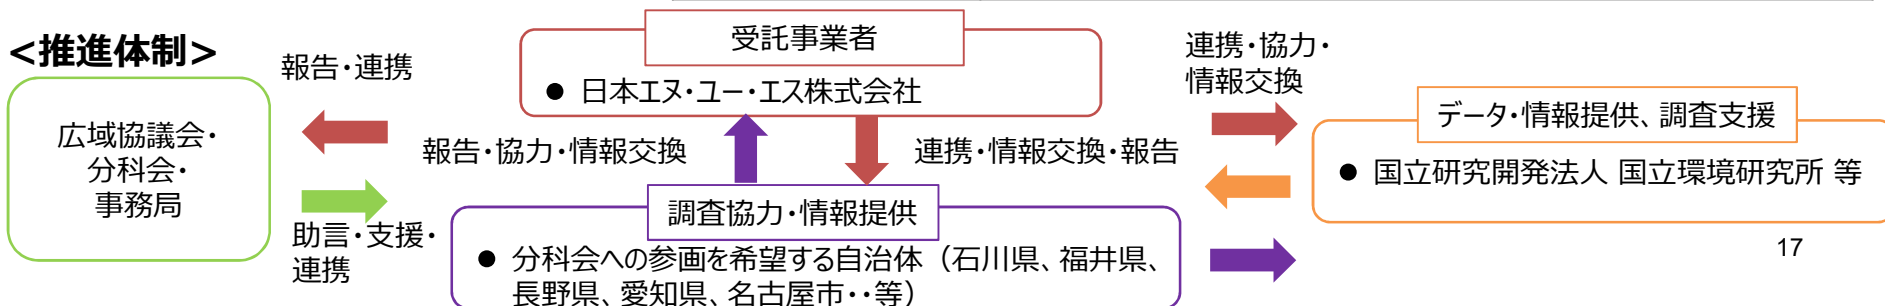 <推進体制>
広域協議会・
分科会・
事務局
報告・連携
助言・支援・
連携
受託事業者
● 日本エヌ・ユー・エス株式会社
報告・協力・情報交換
連携・情報交換・報告
調査協力・情報提供
● 分科会への参画を希望する自治体（石川県、福井県、
長野県、愛知県、名古屋市・・等）
連携・協力・
情報交換
データ・情報提供、調査支援
● 国立研究開発法人 国立環境研究所 等
17